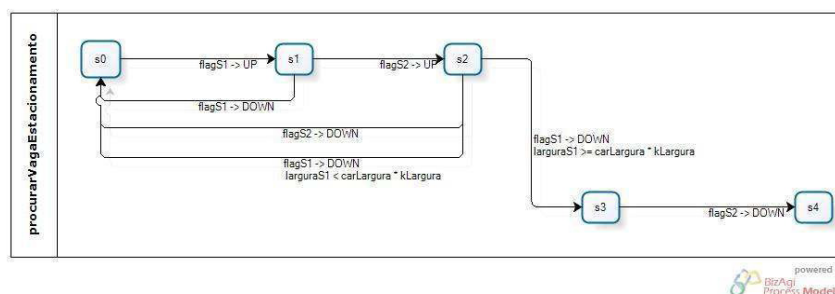 procurarVagaEstacionamento
s0
flagS1 -> UP
s1
flagS2 -> UP
s2
flagS1 -> DOWN
flagS2 -> DOWN
flagS1 -> DOWN
larguraS1 < carLargura * kLargura
flagS1 -> DOWN
larguraS1 >= carLargura * kLargura
s3
flagS2 -> DOWN
s4
powered
BizAgi
Process Model